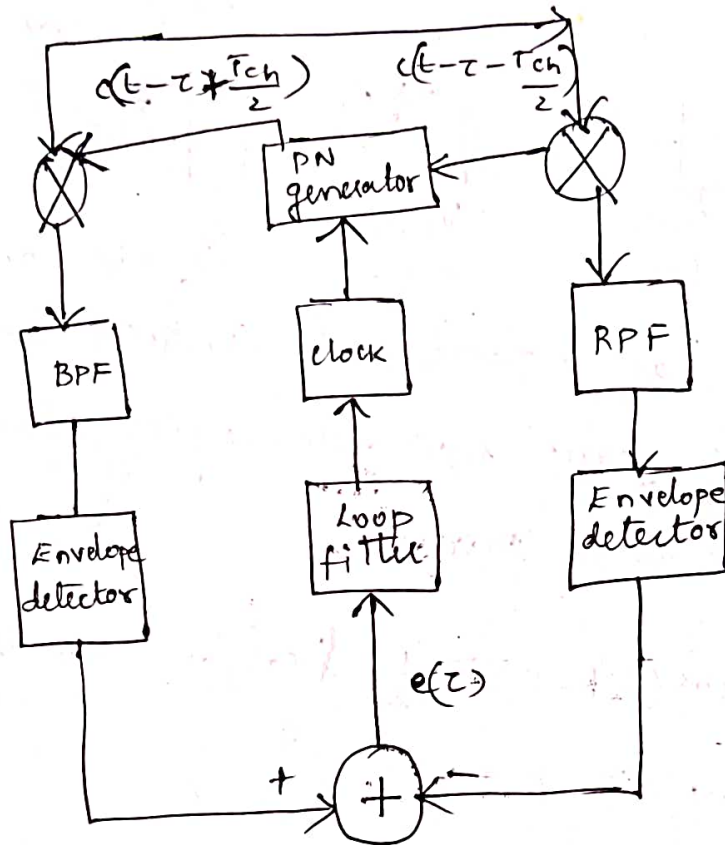 c(t - τ + Tch/2)
c(t - τ - Tch/2)
PN
generator
BPF
clock
RPF
Envelope
detector
Loop
filter
Envelope
detector
e(τ)
+
-
+